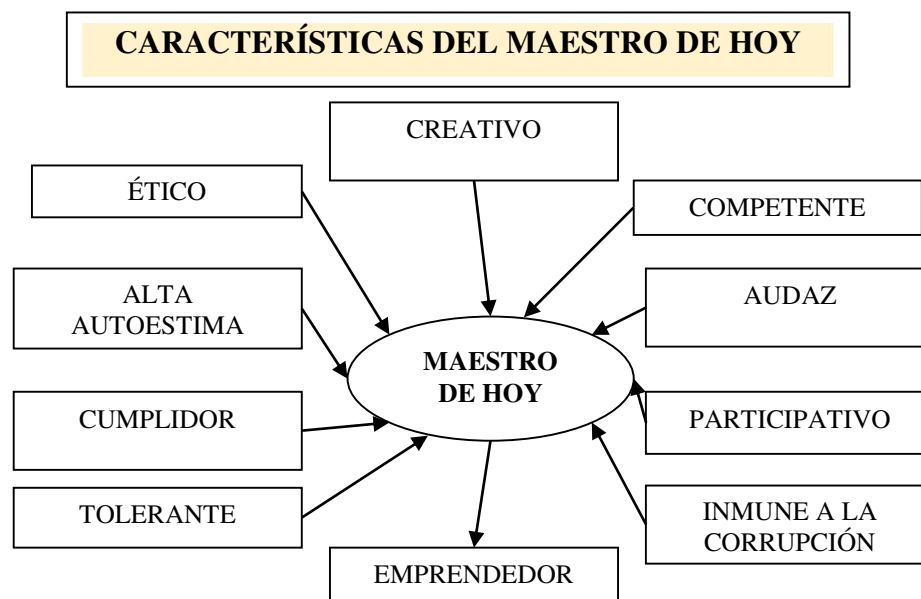 CARACTERÍSTICAS DEL MAESTRO DE HOY
CREATIVO
ÉTICO
COMPETENTE
ALTA
AUTOESTIMA
AUDAZ
MAESTRO
DE HOY
CUMPLIDOR
PARTICIPATIVO
TOLERANTE
INMUNE A LA
CORRUPCIÓN
EMPRENDEDOR